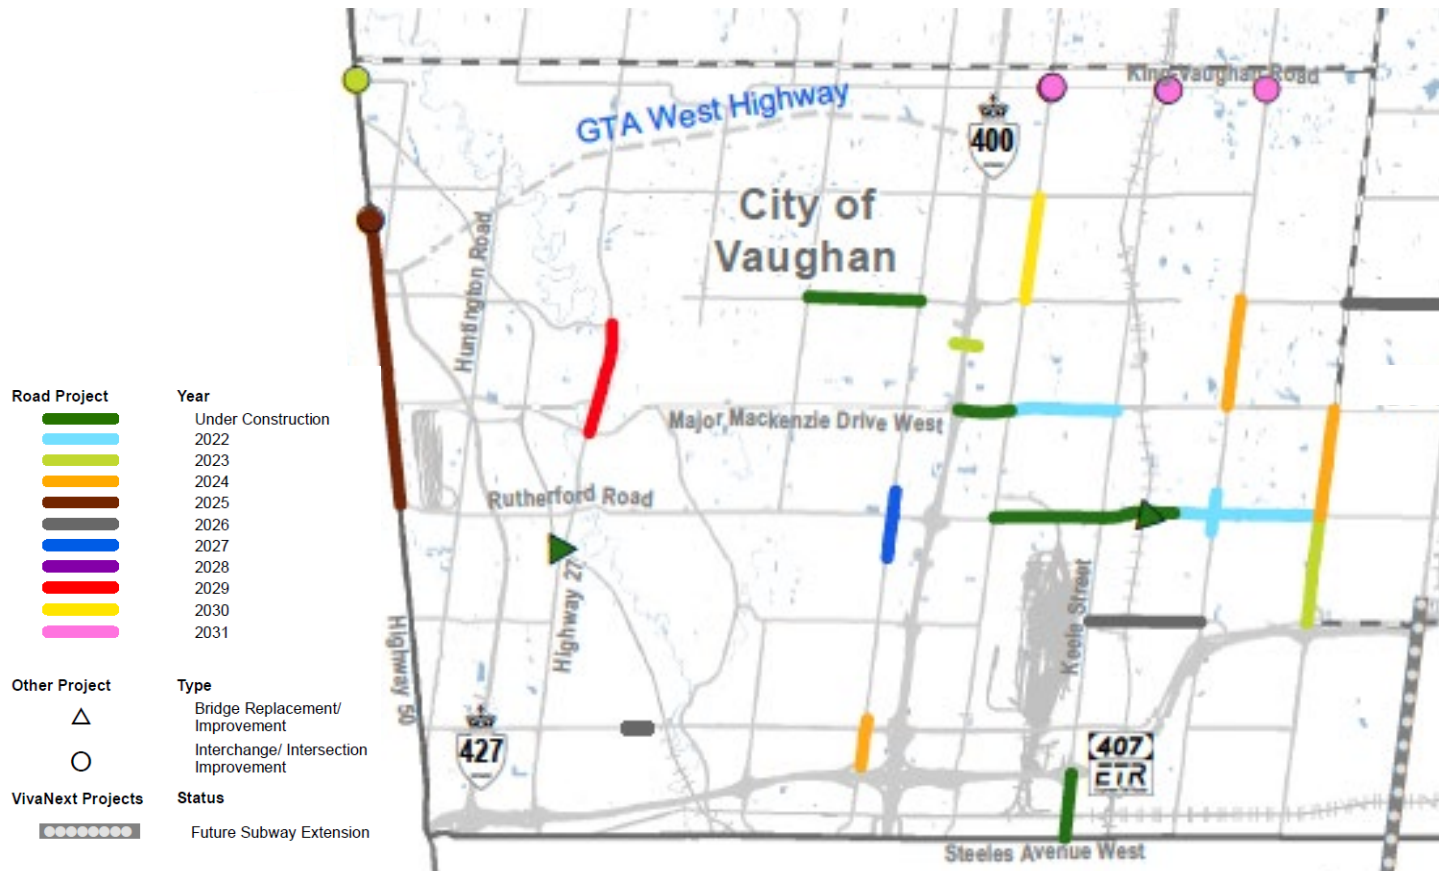 King-Vaughan Road
GTA West Highway
400
City of
Vaughan
Huntington Road
Major Mackenzie Drive West
Rutherford Road
Highway 27
Keele Street
Highway 50
427
407
ETR
Steeles Avenue West
Road Project Year
Under Construction
2022
2023
2024
2025
2026
2027
2028
2029
2030
2031
Other Project Type
Bridge Replacement/
Improvement
Interchange/ Intersection
Improvement
VivaNext Projects Status
Future Subway Extension